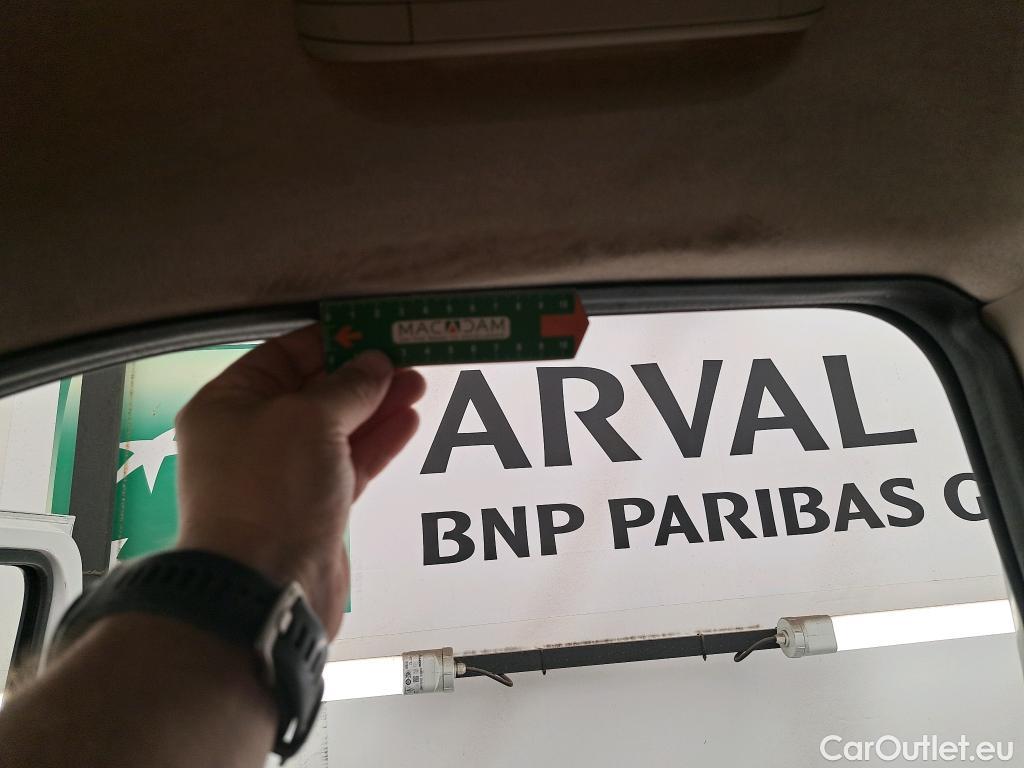 MACADAM
ARVAL
BNP PARIBAS G
CarOutlet.eu